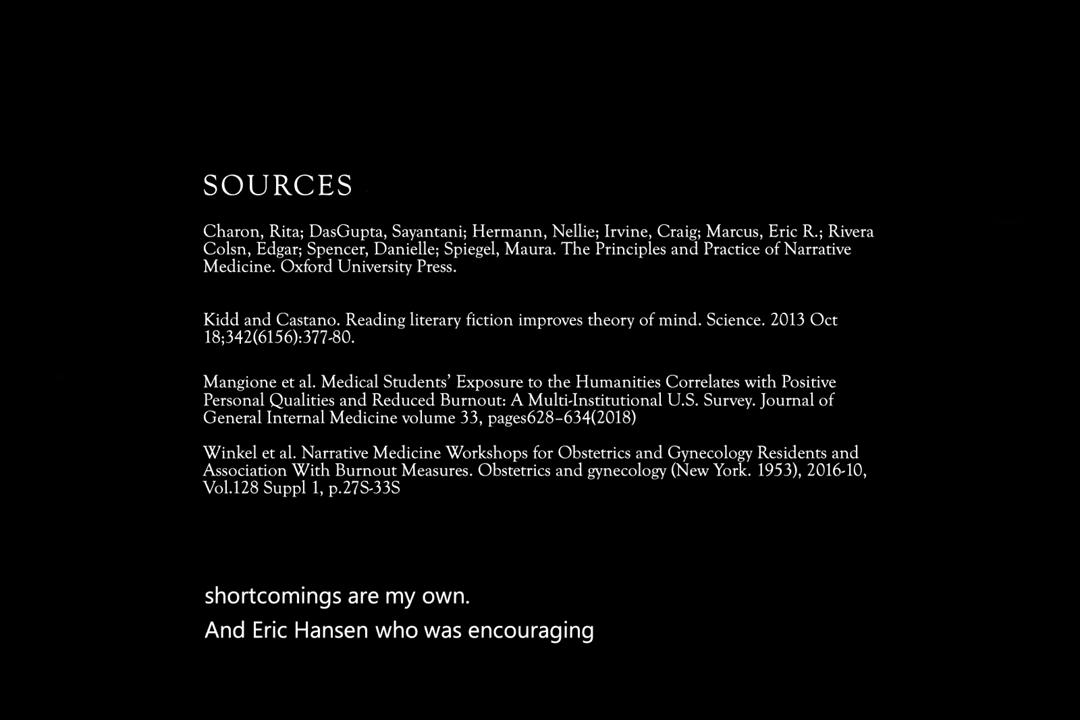 SOURCES
Charon, Rita; DasGupta, Sayantani; Hermann, Nellie; Irvine, Craig; Marcus, Eric R.; Rivera
Colsn, Edgar; Spencer, Danielle; Spiegel, Maura. The Principles and Practice of Narrative
Medicine. Oxford University Press.
Kidd and Castano. Reading literary fiction improves theory of mind. Science. 2013 Oct
18;342(6156):377-80.
Mangione et al. Medical Students’ Exposure to the Humanities Correlates with Positive
Personal Qualities and Reduced Burnout: A Multi-Institutional U.S. Survey. Journal of
General Internal Medicine volume 33, pages628–634(2018)
Winkel et al. Narrative Medicine Workshops for Obstetrics and Gynecology Residents and
Association With Burnout Measures. Obstetrics and gynecology (New York. 1953), 2016-10,
Vol.128 Suppl 1, p.27S-33S
shortcomings are my own.
And Eric Hansen who was encouraging